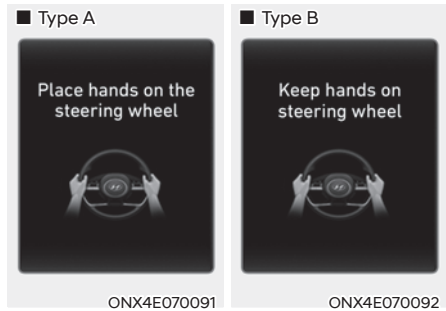 ■ Type A
Place hands on the
steering wheel
ONX4E070091
■ Type B
Keep hands on
steering wheel
ONX4E070092